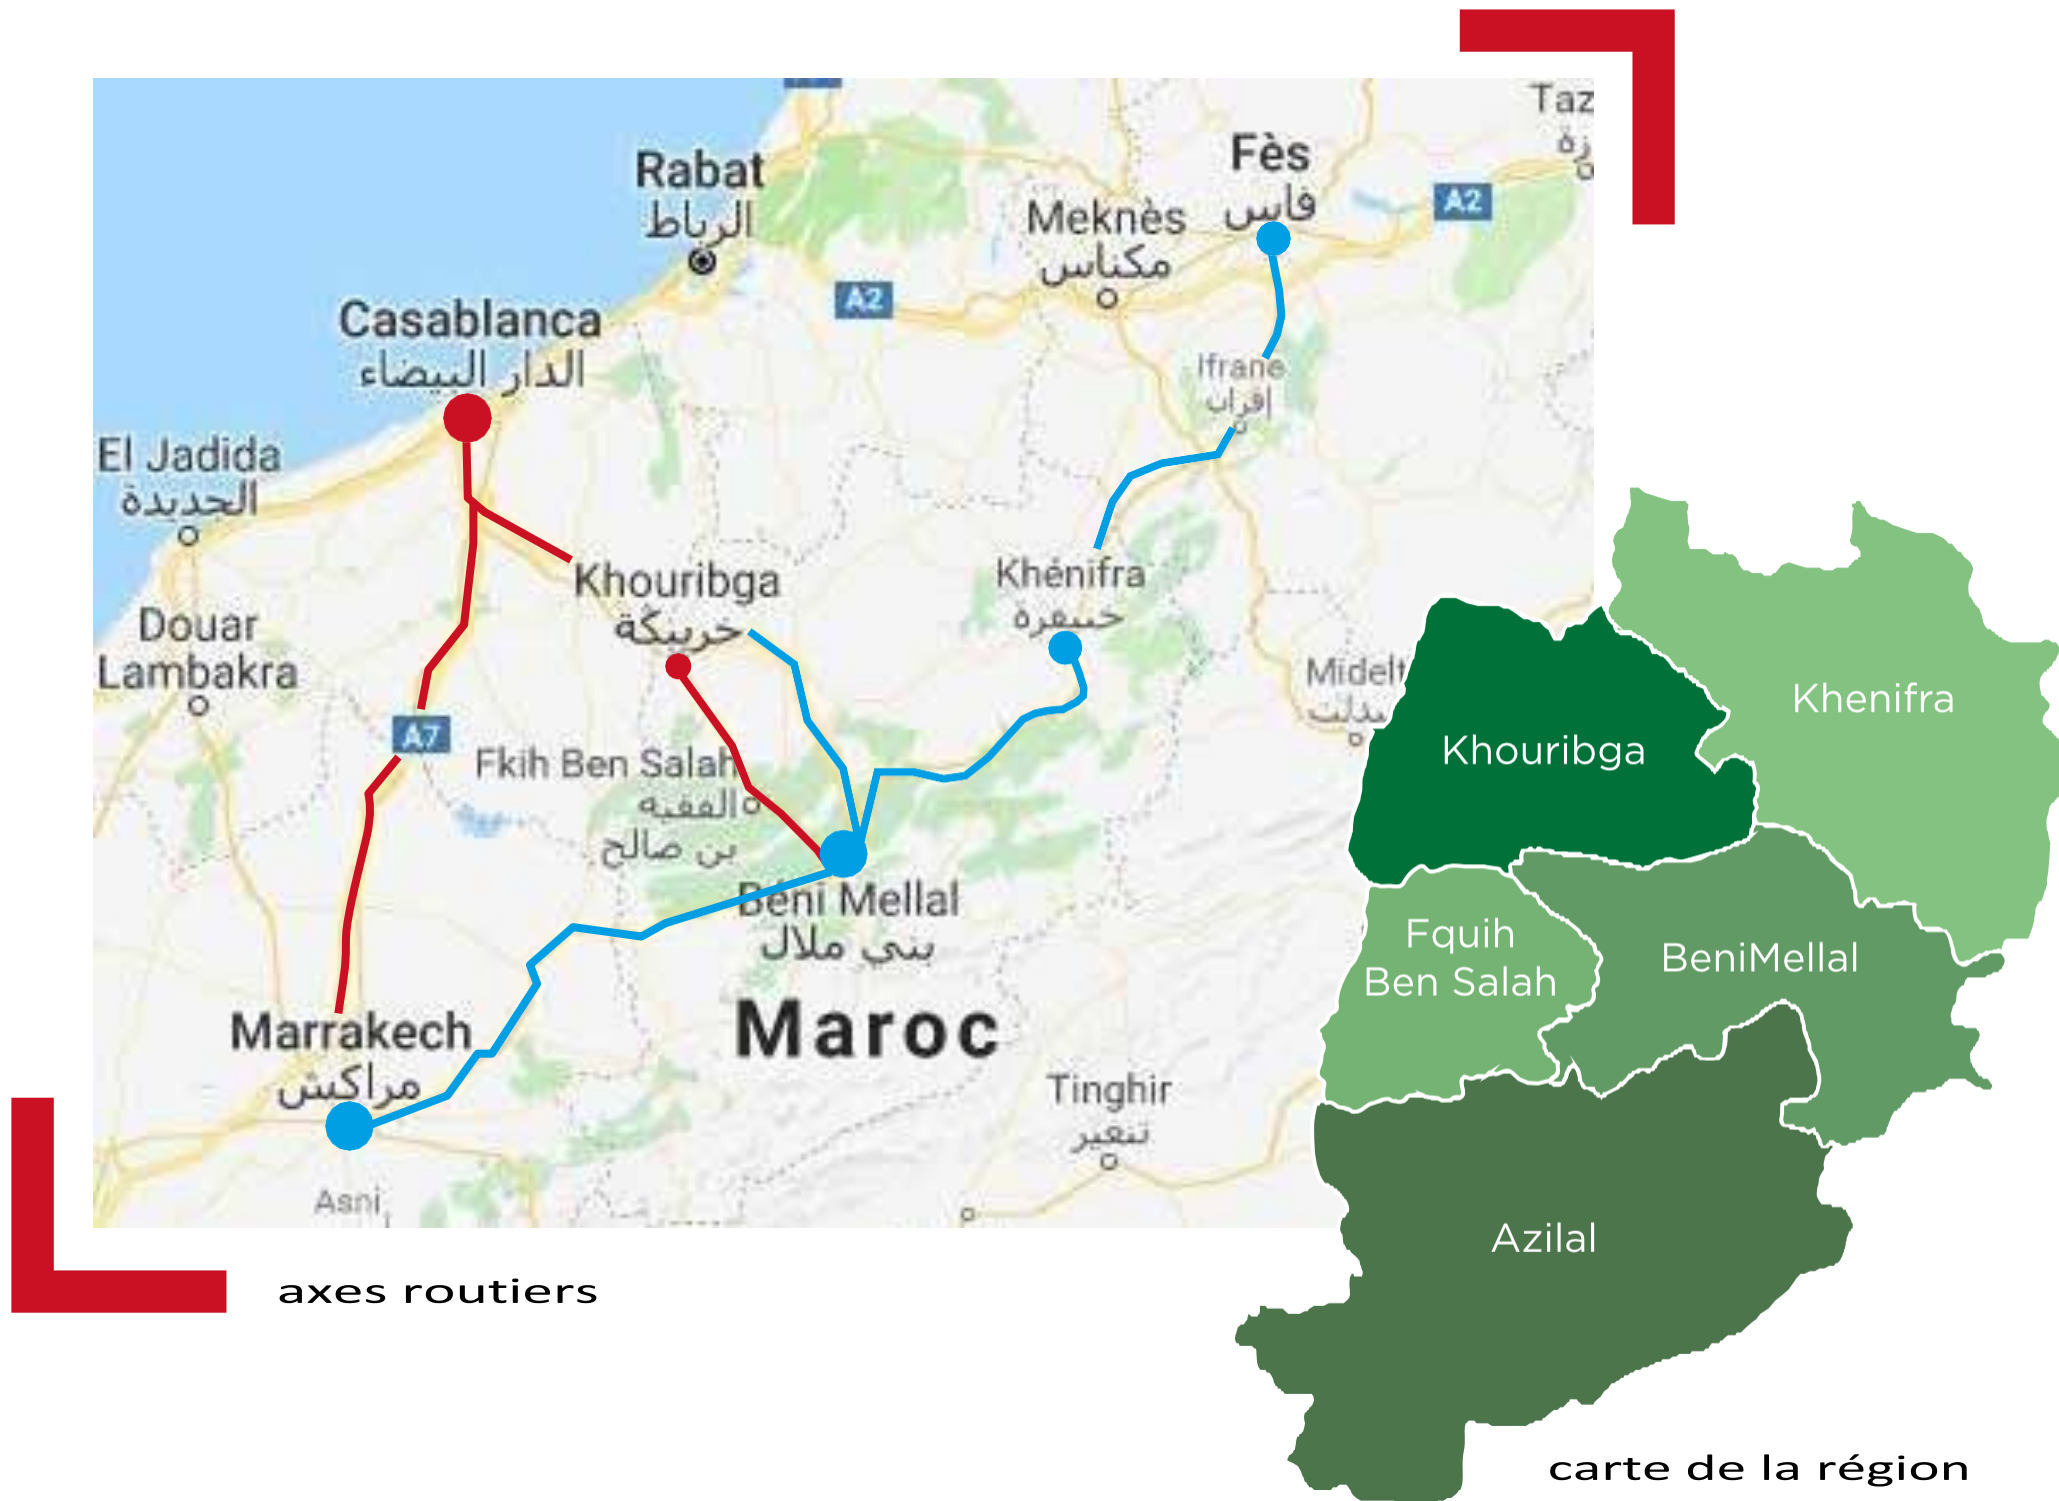 Taz
Rabat
الرباط
Fès
فاس
A2
Meknès
مكناس
A2
Casablanca
الدار البيضاء
Ifrane
إفران
El Jadida
الجديدة
Khouribga
خريبكة
Khénifra
خنيفرة
Douar
Lambakra
Midelt
A7
Fkih Ben Salah
الفقيه
بن صالح
Béni Mellal
بني ملال
Maroc
Marrakech
مراكش
Tinghir
تنغير
Asni
Khenifra
Khouribga
Fquih
Ben Salah
BeniMellal
Azilal
axes routiers
carte de la région